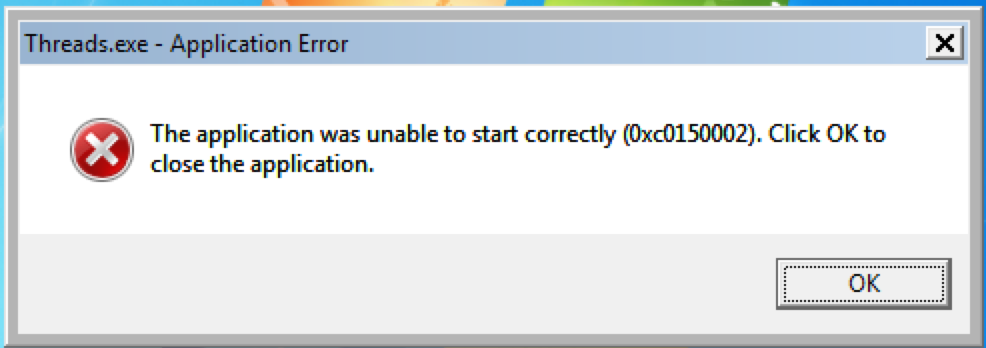 Threads.exe - Application Error
The application was unable to start correctly (0xc0150002). Click OK to
close the application.
OK